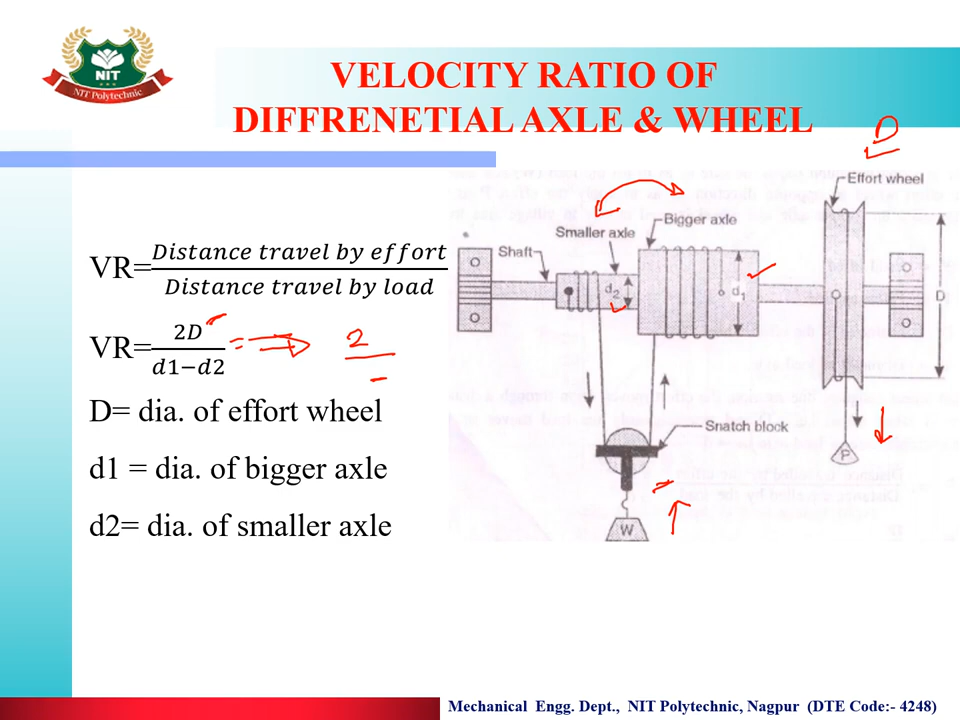 NIT
NIT Polytechnic
VELOCITY RATIO OF
DIFFRENETIAL AXLE & WHEEL
D
Effort wheel
Bigger axle
Smaller axle
Shaft
d2
d1
D
VR=Distance travel by effort
Distance travel by load
VR=2D
d1−d2
2
D= dia. of effort wheel
d1 = dia. of bigger axle
d2= dia. of smaller axle
Snatch block
P
W
Mechanical Engg. Dept., NIT Polytechnic, Nagpur (DTE Code:- 4248)